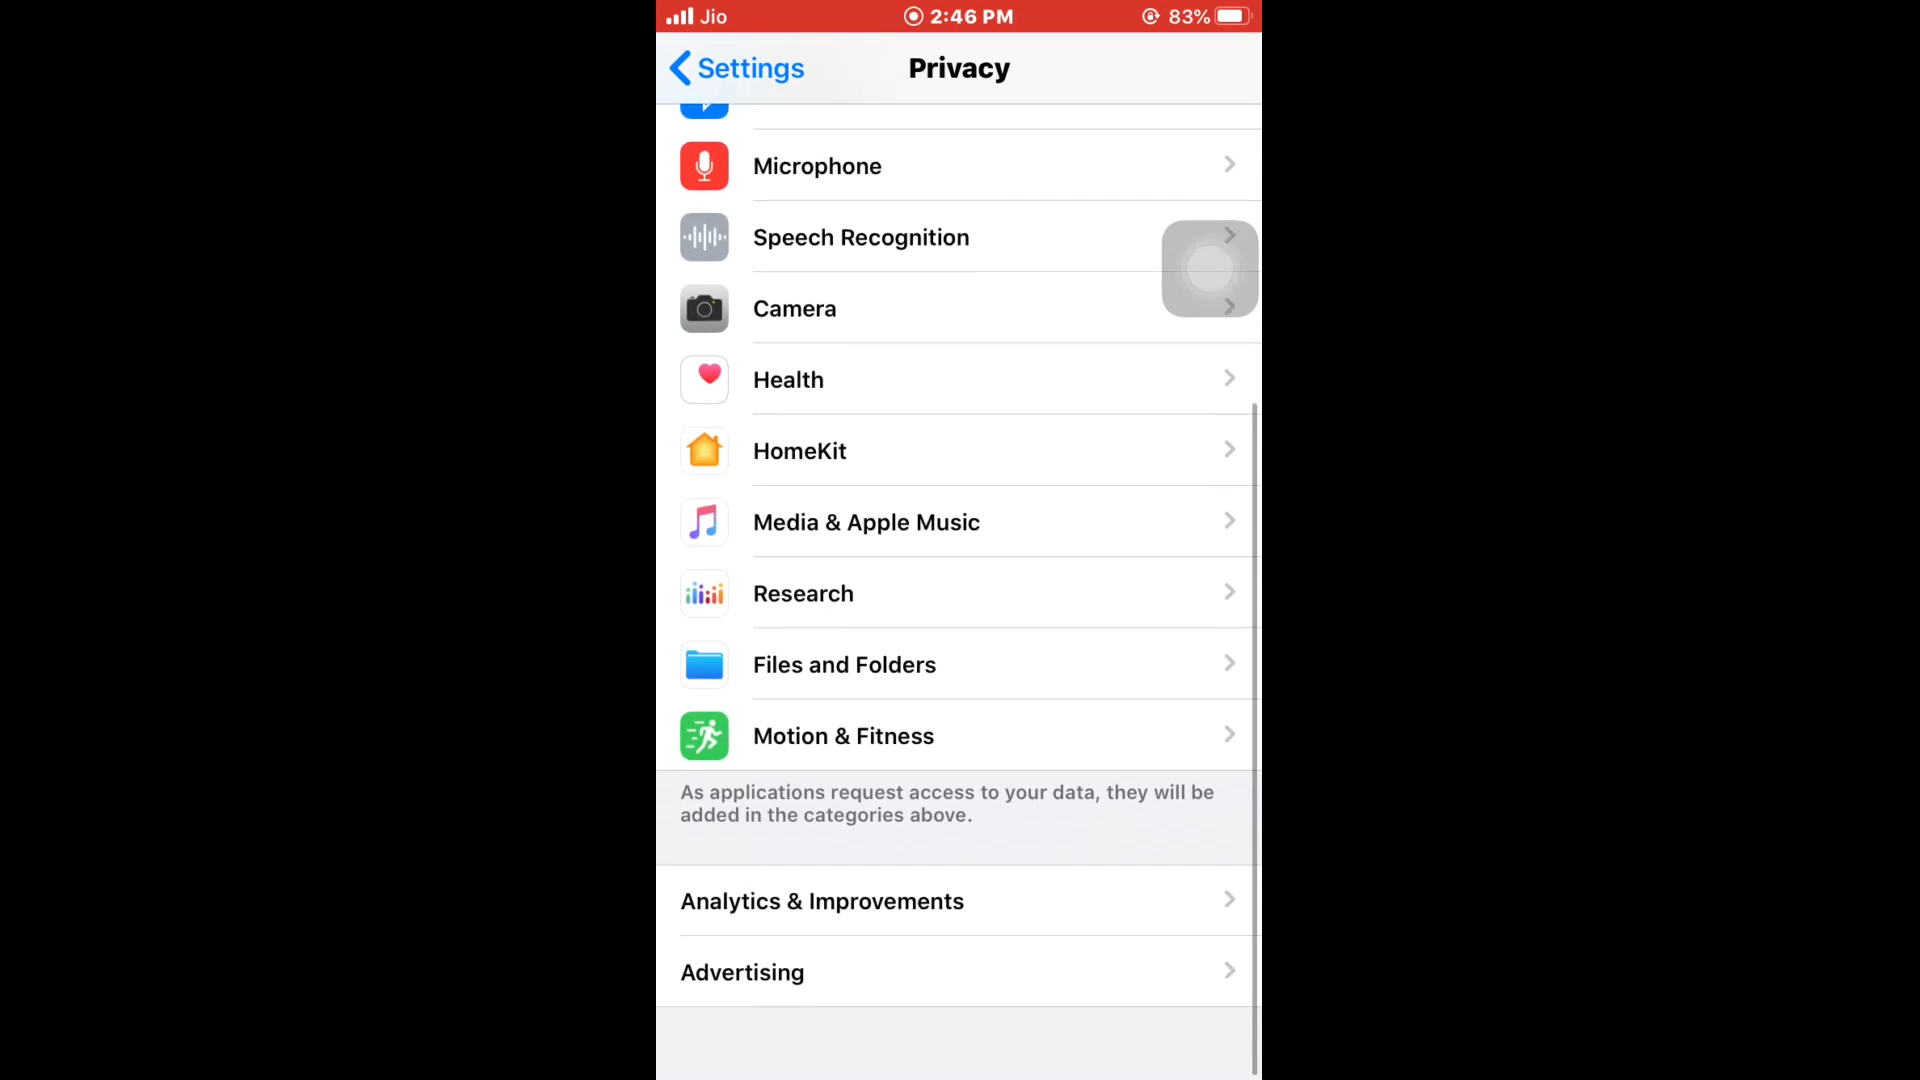 Jio 2:46 PM 83%
Settings Privacy
Microphone
Speech Recognition
Camera
Health
HomeKit
Media & Apple Music
Research
Files and Folders
Motion & Fitness
As applications request access to your data, they will be
added in the categories above.
Analytics & Improvements
Advertising